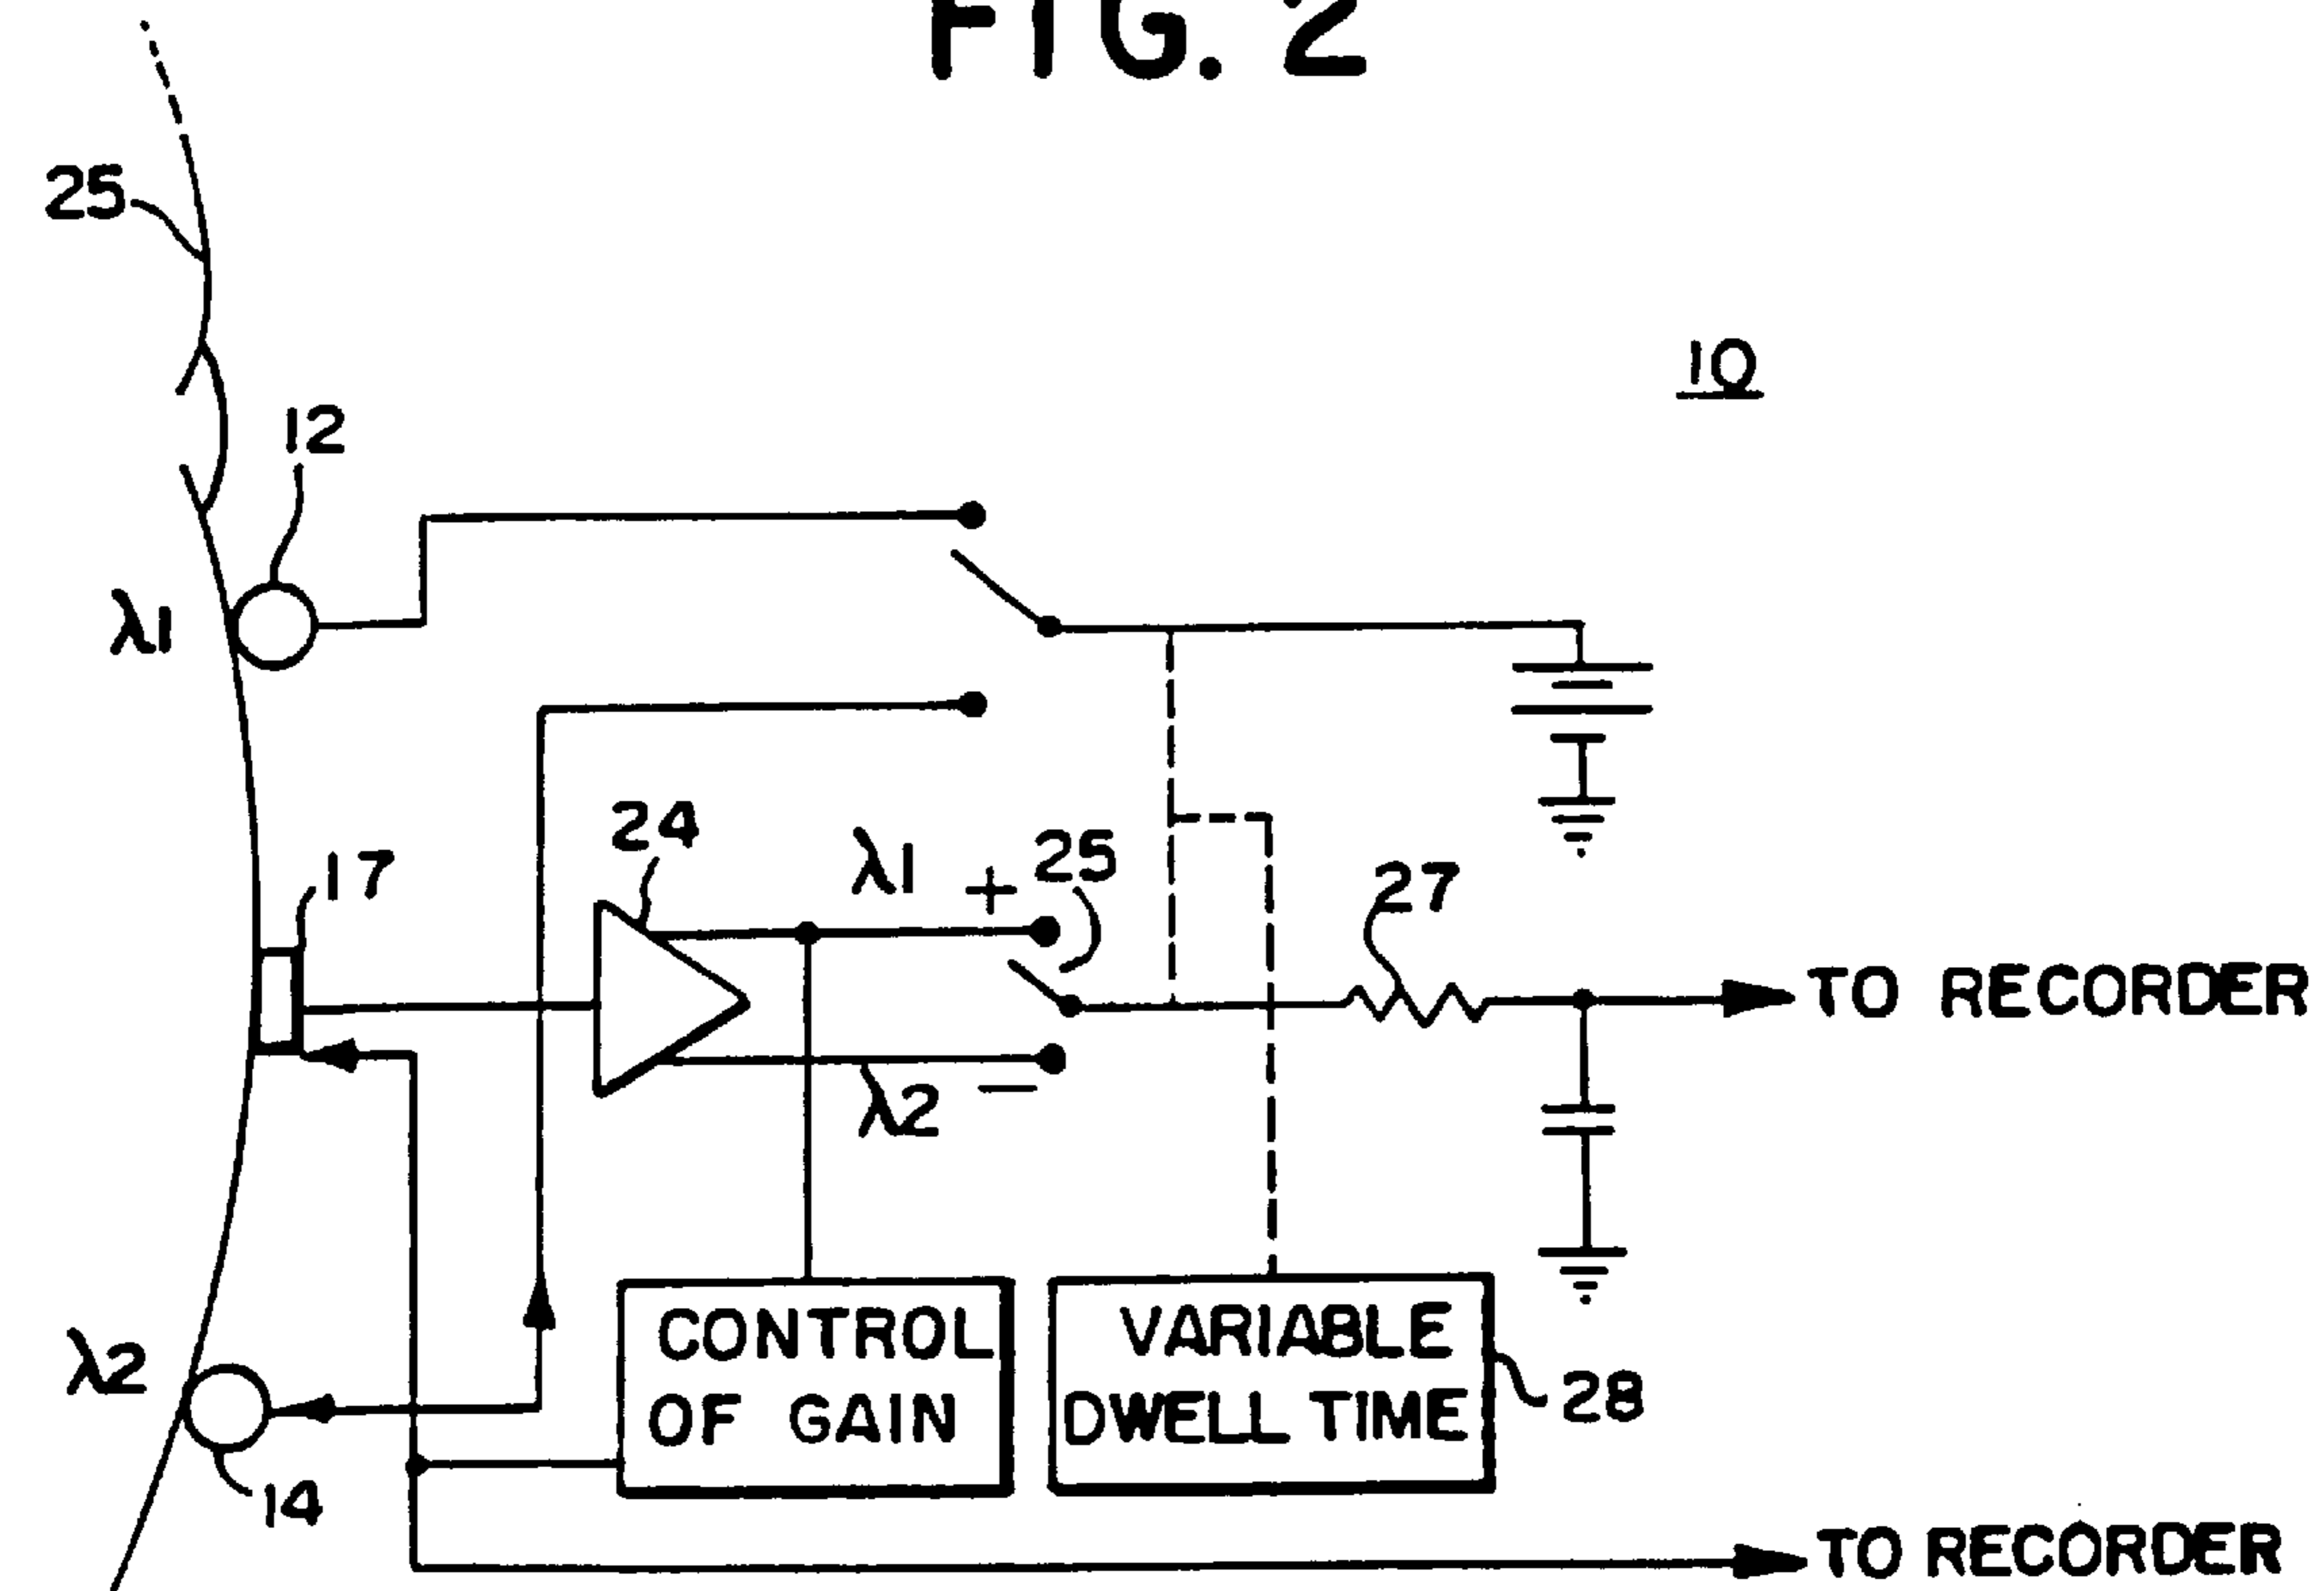 FIG. 2
25
10
12
λ1
24
λ1 + 25
17
27
TO RECORDER
λ2 −
CONTROL
OF GAIN
VARIABLE
DWELL TIME
λ2
28
14
TO RECORDER